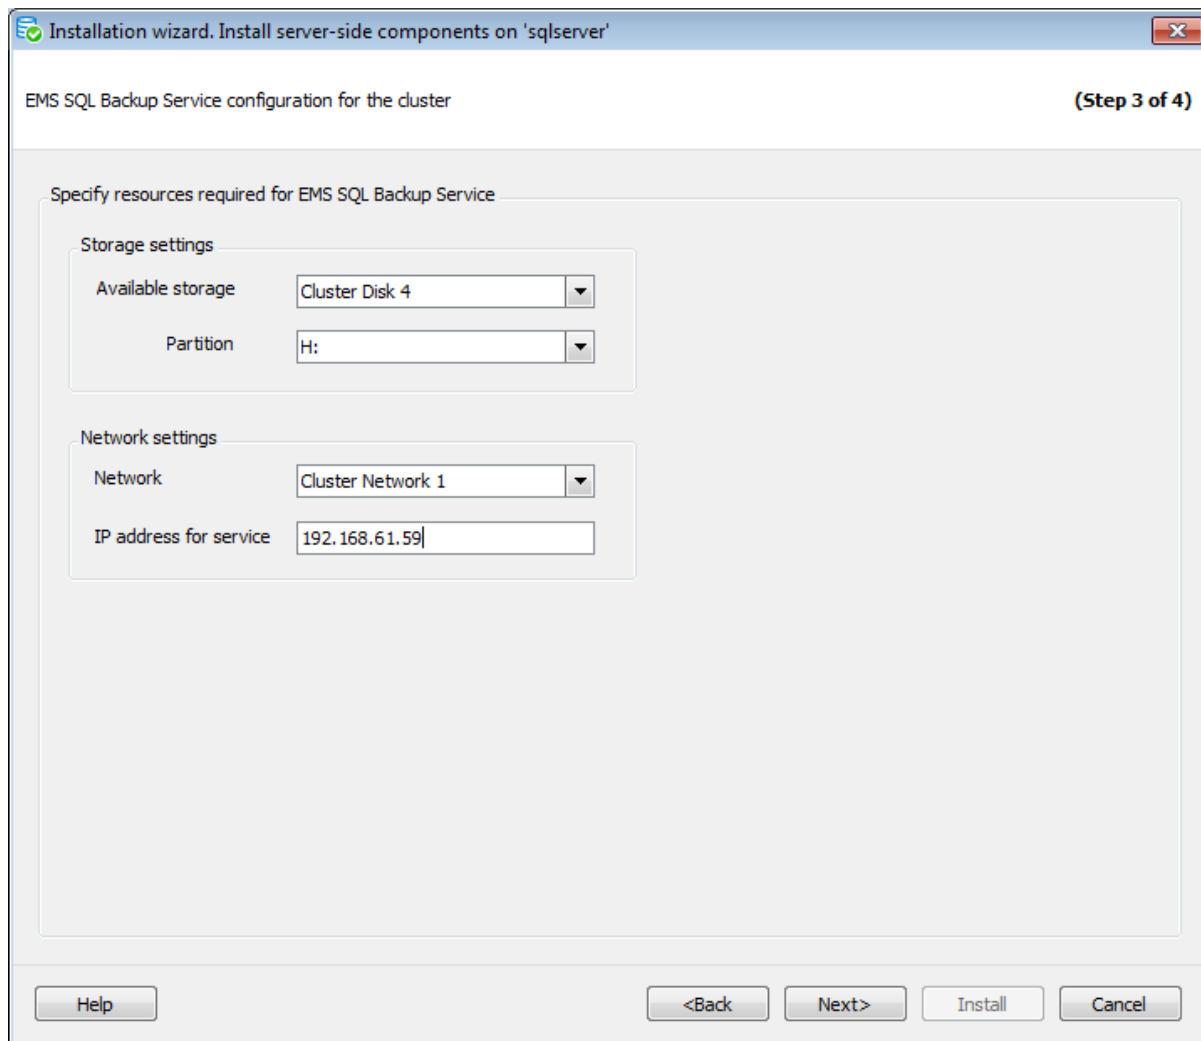 Installation wizard. Install server-side components on 'sqlserver'
EMS SQL Backup Service configuration for the cluster
(Step 3 of 4)
Specify resources required for EMS SQL Backup Service
Storage settings
Available storage
Cluster Disk 4
Partition
H:
Network settings
Network
Cluster Network 1
IP address for service
192.168.61.59
Help
<Back
Next>
Install
Cancel